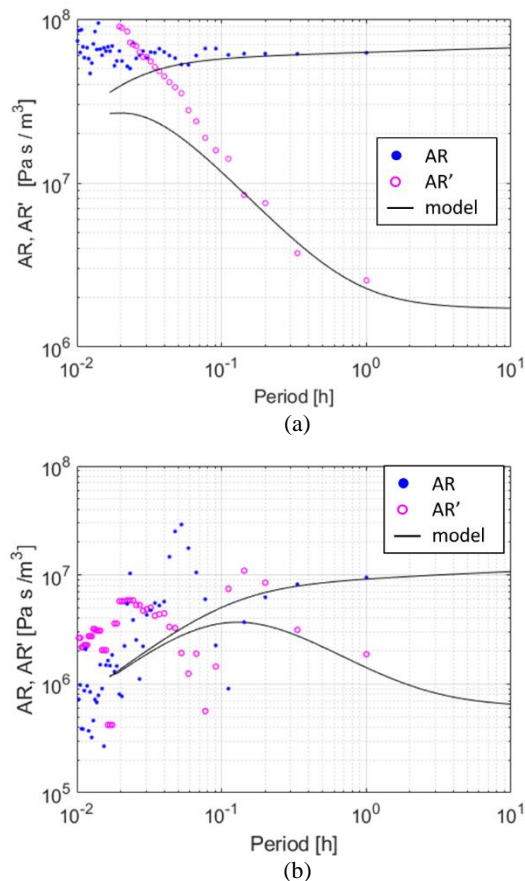 10^8
10^7
10^6
AR, AR' [Pa s / m^3]
AR
AR'
model
10^-2 10^-1 10^0 10^1
Period [h]
(a)
10^8
10^7
10^6
10^5
AR, AR' [Pa s/m^3]
AR
AR'
model
10^-2 10^-1 10^0 10^1
Period [h]
(b)